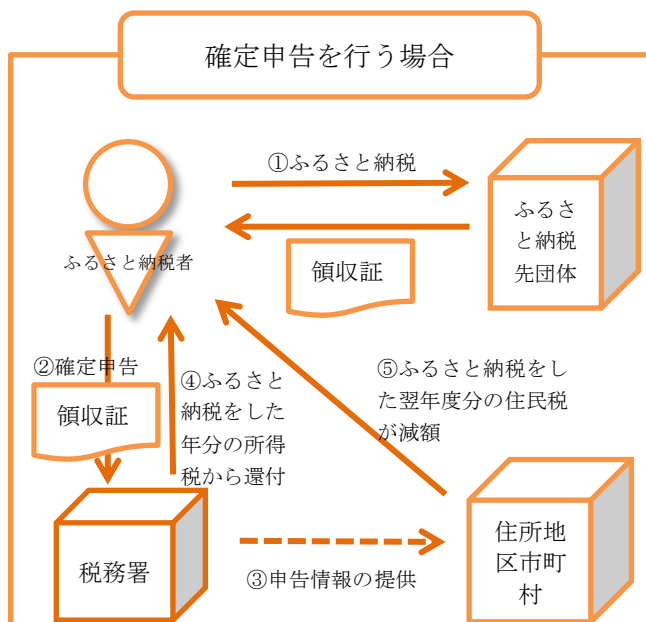 確定申告を行う場合
①ふるさと納税
ふるさ
と納税
先団体
領収証
ふるさと納税者
②確定申告
領収証
④ふるさと
納税をした
年分の所得
税から還付
⑤ふるさと納税をし
た翌年度分の住民税
が減額
税務署
③申告情報の提供
住所地
区市町
村